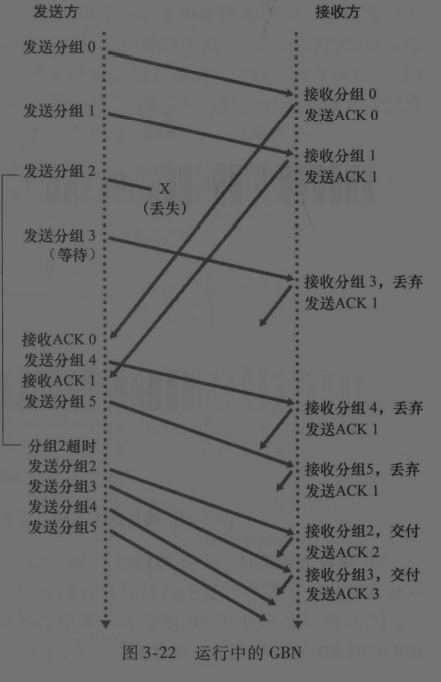 发送方
接收方
发送分组 0
接收分组 0
发送ACK 0
发送分组 1
接收分组 1
发送ACK 1
发送分组 2
X
(丢失)
发送分组 3
(等待)
接收分组 3，丢弃
发送ACK 1
接收ACK 0
发送分组 4
接收ACK 1
发送分组 5
接收分组 4，丢弃
发送ACK 1
分组2超时
发送分组2
发送分组3
发送分组4
发送分组5
接收分组5，丢弃
发送ACK 1
接收分组2，交付
发送ACK 2
接收分组3，交付
发送ACK 3
图 3-22 运行中的 GBN